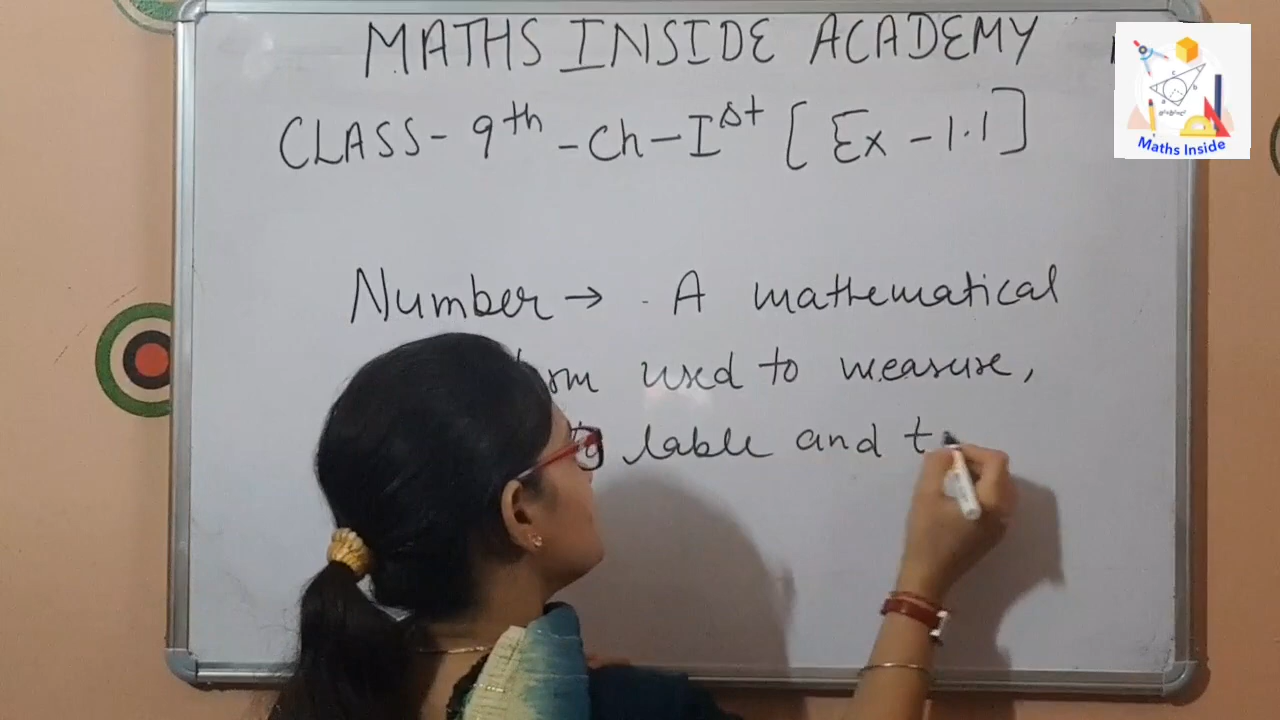 MATHS INSIDE ACADEMY
CLASS - 9th - Ch - Ist [Ex - 1.1]
Maths Inside
Number → A mathematical
used to measure,
lable and